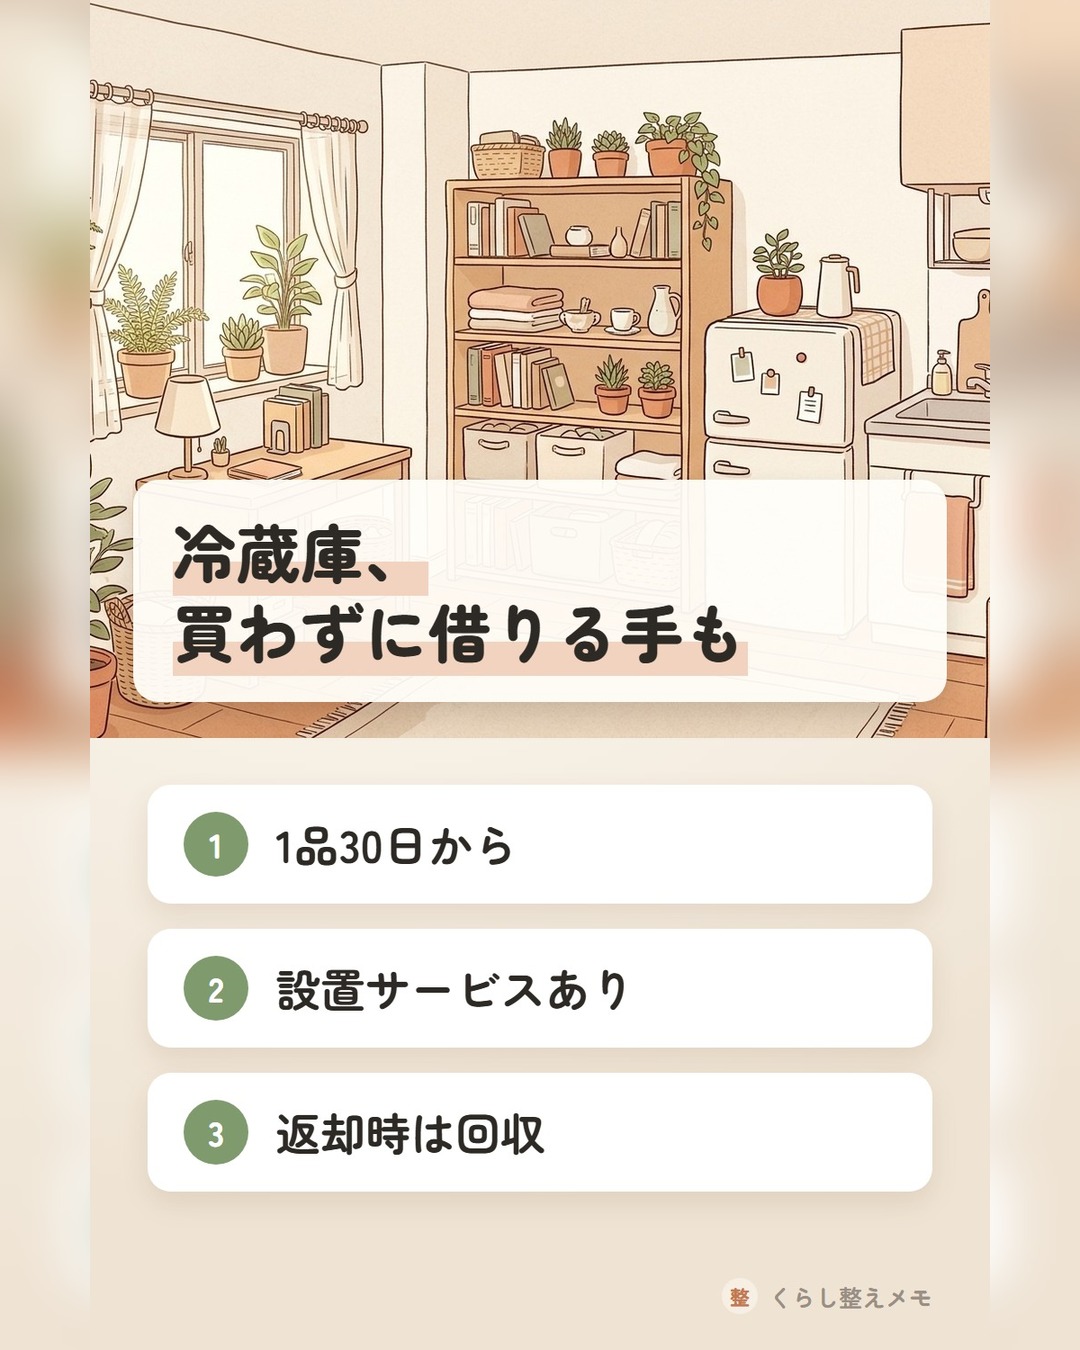 冷蔵庫、
買わずに借りる手も
1 1品30日から
2 設置サービスあり
3 返却時は回収
整 くらし整えメモ